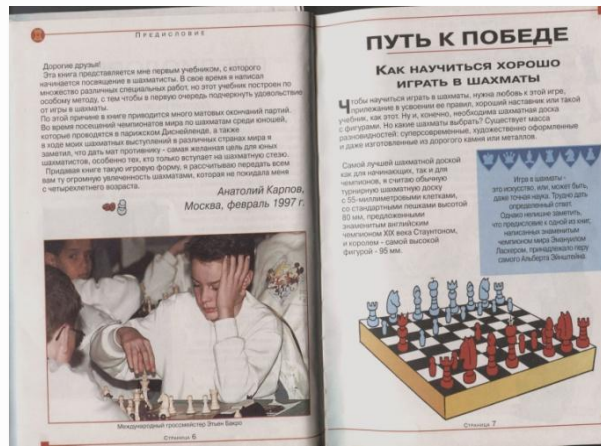 Предисловие
Дорогие друзья!
Эта книга представляется мне первым учебником, с которого
начинается посвящение в шахматисты. В свое время я написал
множество различных специальных работ, но этот учебник построен по
особому методу, с тем чтобы в первую очередь подчеркнуть удовольствие
от игры в шахматы.
По этой причине в книге приводится много матовых окончаний партий.
Во время посещения чемпионатов мира по шахматам среди юношей,
которые проводятся в парижском Диснейленде, а также
в ходе моих шахматных выступлений в различных странах мира я
заметил, что дать мат противнику - самая желанная цель для юных
шахматистов, особенно тех, кто только вступает на шахматную стезю.
Придавая книге такую игровую форму, я рассчитываю передать всем
вам ту огромную увлеченность шахматами, которая не покидала меня
с четырехлетнего возраста.
Анатолий Карпов,
Москва, февраль 1997 г.
Международный гроссмейстер Этьен Бакро
Страница 6
ПУТЬ К ПОБЕДЕ
Как научиться хорошо
играть в шахматы
Чтобы научиться играть в шахматы, нужна любовь к этой игре,
прилежание в усвоении ее правил, хороший наставник или такой
учебник, как этот. Ну и, конечно, необходима шахматная доска
с фигурами. Но какие шахматы выбрать? Существует масса
разновидностей: суперсовременные, художественно оформленные
и даже изготовленные из дорогого камня или металлов.
Самой лучшей шахматной доской
как для начинающих, так и для
чемпионов, я считаю обычную
турнирную шахматную доску
с 55-миллиметровыми клетками,
со стандартными пешками высотой
80 мм, предложенными
знаменитым английским
чемпионом XIX века Стаунтоном,
и королем - самой высокой
фигурой - 95 мм.
Игра в шахматы -
это искусство, или, может быть,
даже точная наука. Трудно дать
определенный ответ.
Однако нелишне заметить,
что предисловие к одной из книг,
написанных знаменитым
чемпионом мира Эмануилом
Ласкером, принадлежало перу
самого Альберта Эйнштейна.
Страница 7